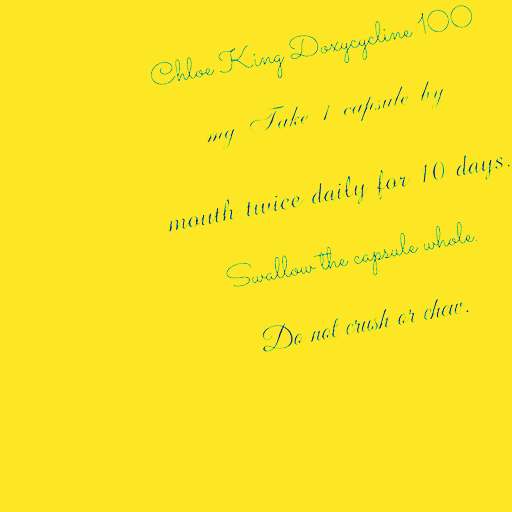 Chloe King Doxycycline 100
mg Take 1 capsule by
mouth twice daily for 10 days.
Swallow the capsule whole.
Do not crush or chew.